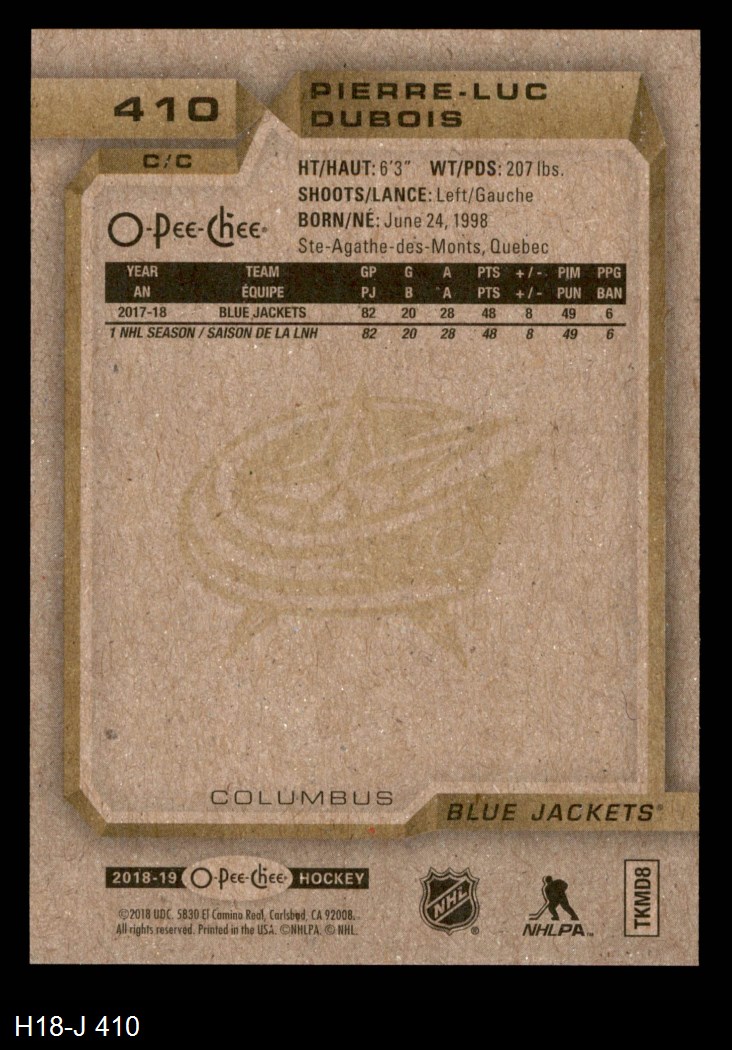 410
PIERRE-LUC
DUBOIS
C/C
HT/HAUT: 6'3" WT/PDS: 207 lbs.
SHOOTS/LANCE: Left/Gauche
BORN/NÉ: June 24, 1998
Ste-Agathe-des-Monts, Quebec
O-Pee-Chee
YEAR TEAM GP G A PTS +/- PIM PPG
AN ÉQUIPE PJ B A PTS +/- PUN BAN
2017-18 BLUE JACKETS 82 20 28 48 8 49 6
1 NHL SEASON / SAISON DE LA LNH 82 20 28 48 8 49 6
COLUMBUS
BLUE JACKETS
2018-19 O-Pee-Chee HOCKEY
©2018 UDC. 5830 El Camino Real, Carlsbad, CA 92008.
All rights reserved. Printed in the USA. ©NHLPA. © NHL.
NHL
NHLPA
TKMD8
H18-J 410